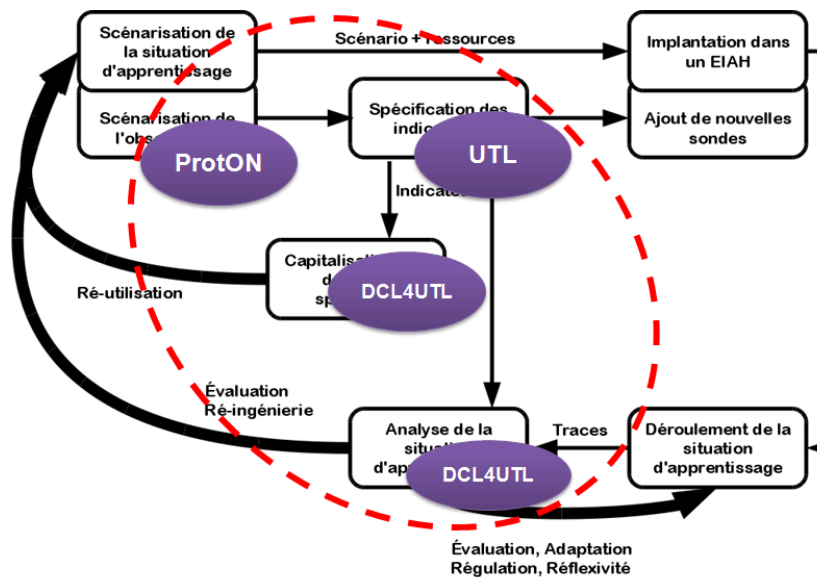 Scénarisation de
la situation
d'apprentissage
Scénario + ressources
Implantation dans
un EIAH
Scénarisation de
ProtON
Spécification des
UTL
Ajout de nouvelles
sondes
DCL4UTL
Ré-utilisation
Évaluation
Ré-ingénierie
Analyse de la
DCL4UTL
Traces
Déroulement de la
situation
d'apprentissage
Évaluation, Adaptation
Régulation, Réflexivité